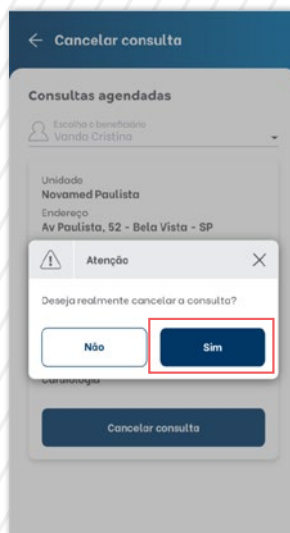 Cancelar consulta
Consultas agendadas
Escolha o beneficiário
Vanda Cristina
Unidade
Novamed Paulista
Endereço
Av Paulista, 52 - Bela Vista - SP
Atenção
Deseja realmente cancelar a consulta?
Não
Sim
Cardiologia
Cancelar consulta